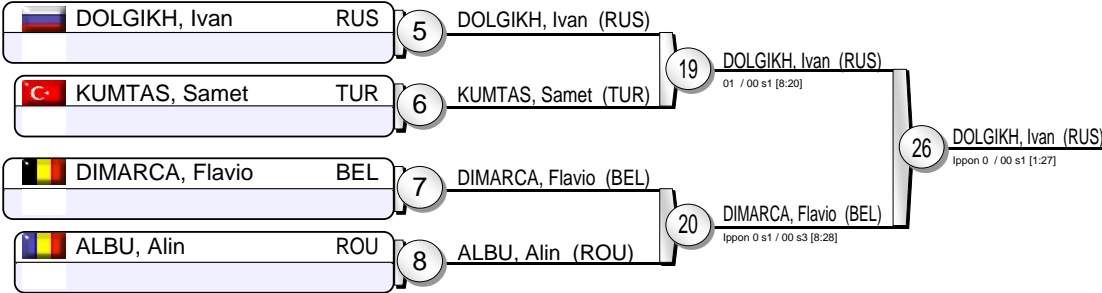 DOLGIKH, Ivan RUS
5
DOLGIKH, Ivan (RUS)
KUMTAS, Samet TUR
6
KUMTAS, Samet (TUR)
19
DOLGIKH, Ivan (RUS)
01 / 00 s1 [8:20]
DIMARCA, Flavio BEL
7
DIMARCA, Flavio (BEL)
ALBU, Alin ROU
8
ALBU, Alin (ROU)
20
DIMARCA, Flavio (BEL)
Ippon 0 s1 / 00 s3 [8:28]
26
DOLGIKH, Ivan (RUS)
Ippon 0 / 00 s1 [1:27]